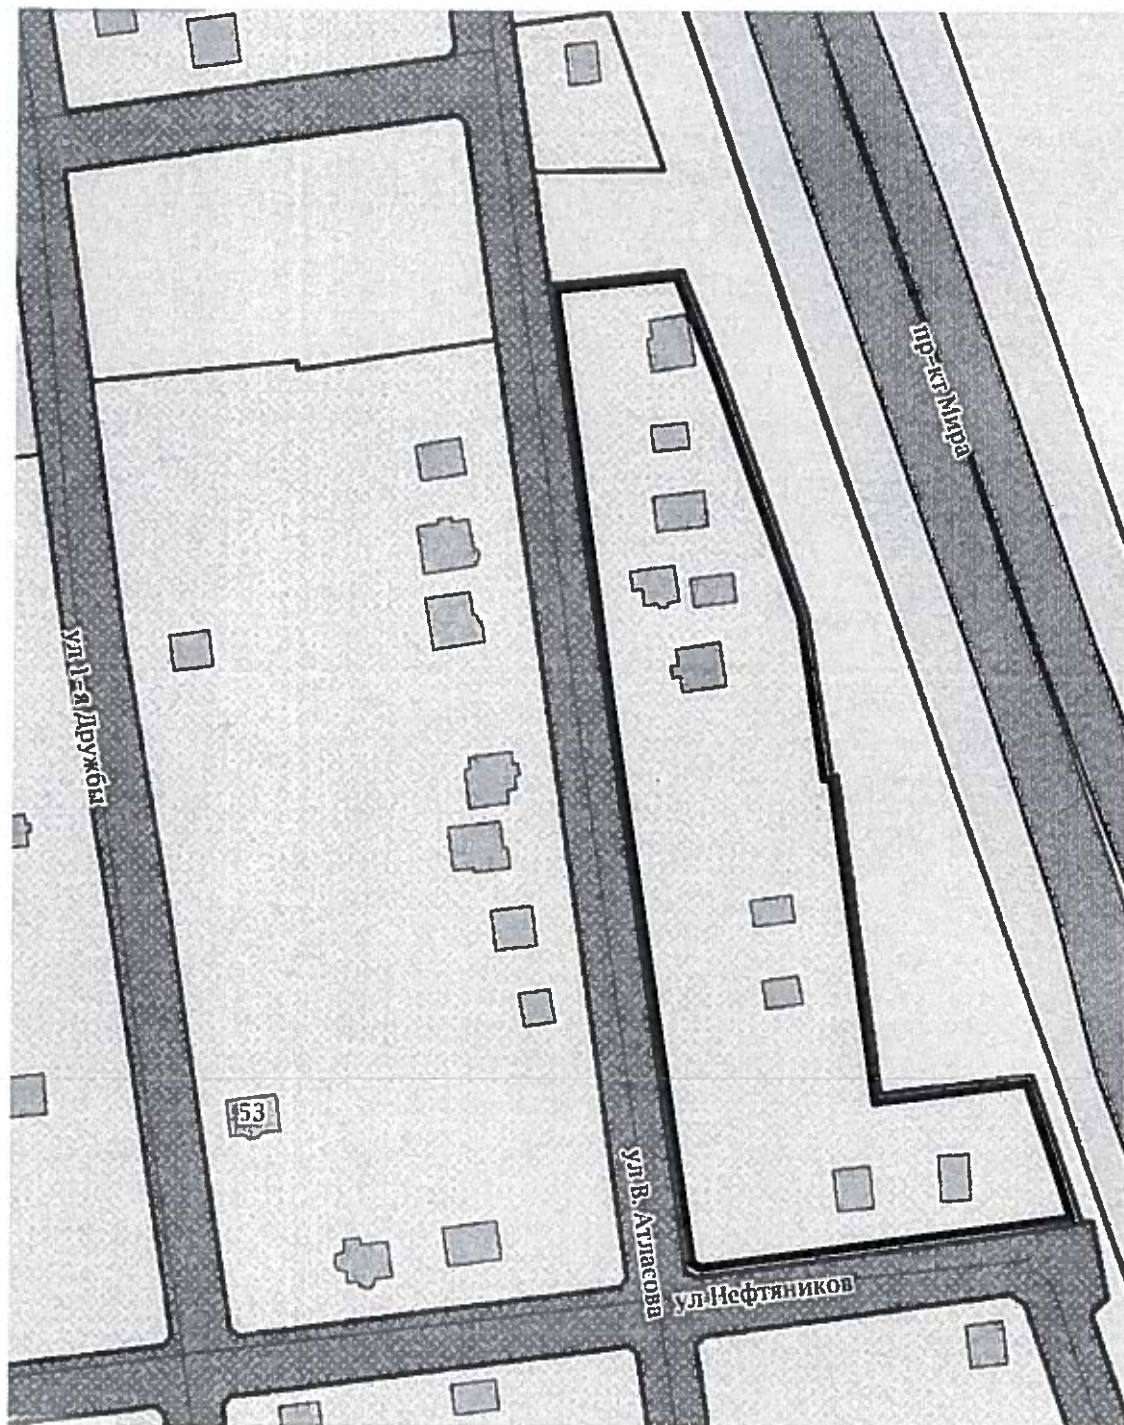 пр-кт Мира
ул 1-я Дружбы
53
ул В. Атласова
ул Нефтяников